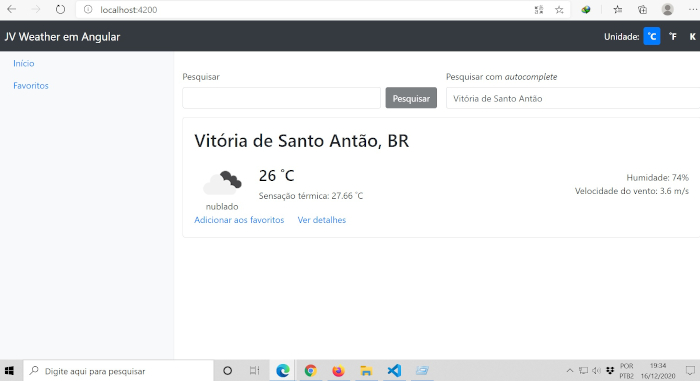 localhost:4200
JV Weather em Angular
Unidade: °C °F K
Início
Favoritos
Pesquisar
Pesquisar com autocomplete
Pesquisar
Vitória de Santo Antão
Vitória de Santo Antão, BR
26 °C
Sensação térmica: 27.66 °C
nublado
Humidade: 74%
Velocidade do vento: 3.6 m/s
Adicionar aos favoritos
Ver detalhes
Digite aqui para pesquisar
POR
PTB2
19:34
16/12/2020